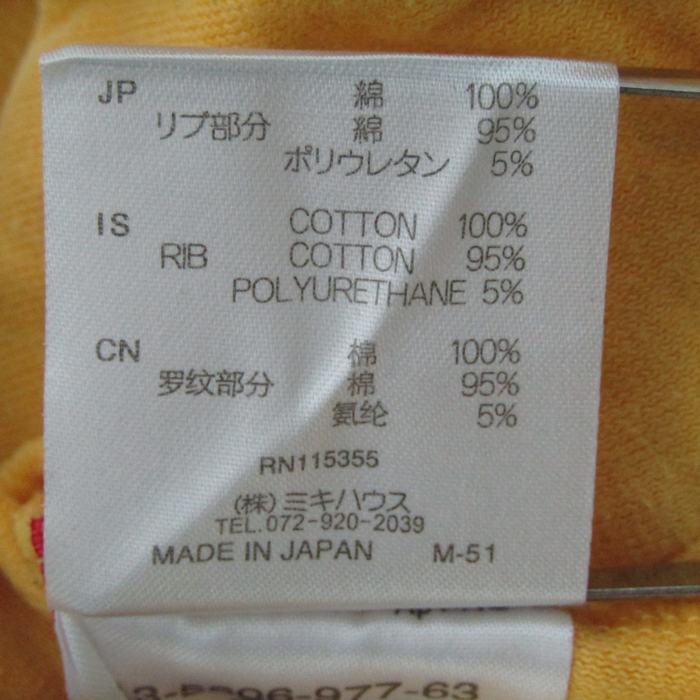 JP 綿 100%
リブ部分 綿 95%
ポリウレタン 5%
IS COTTON 100%
RIB COTTON 95%
POLYURETHANE 5%
CN 棉 100%
罗纹部分 棉 95%
氨纶 5%
RN115355
(株)ミキハウス
TEL.072-920-2039
MADE IN JAPAN M-51